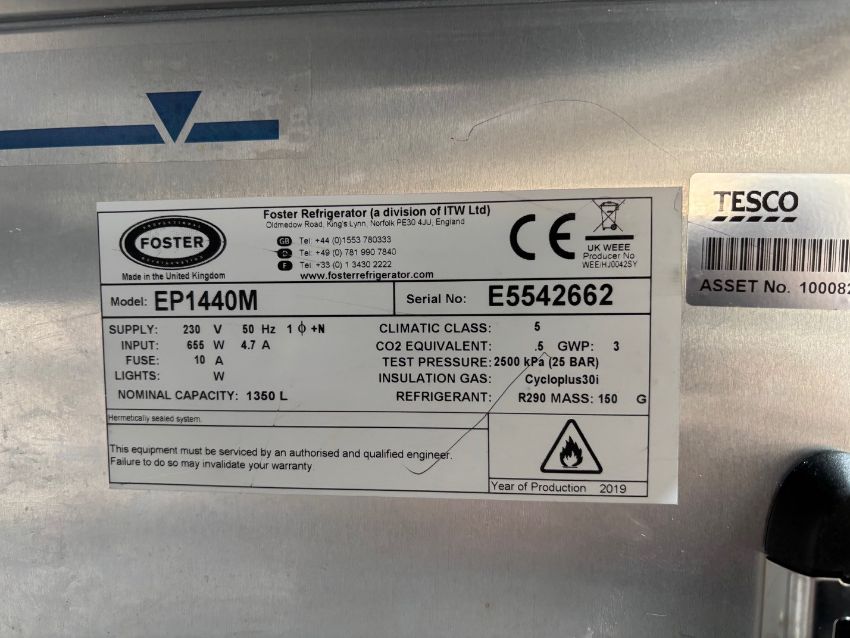 Foster Refrigerator (a division of ITW Ltd)
Oldmedow Road, King's Lynn, Norfolk PE30 4JU, England
GB Tel: +44 (0)1553 780333
D Tel: +49 (0) 781 990 7840
F Tel: +33 (0) 1 3430 2222
www.fosterrefrigerator.com
PROFESSIONAL
FOSTER
REFRIGERATION
Made in the United Kingdom
CE
UK WEEE
Producer No
WEE/HJ0042SY
Model: EP1440M
Serial No: E5542662
SUPPLY: 230 V 50 Hz 1 ϕ +N
INPUT: 655 W 4.7 A
FUSE: 10 A
LIGHTS: W
NOMINAL CAPACITY: 1350 L
CLIMATIC CLASS: 5
CO2 EQUIVALENT: .5 GWP: 3
TEST PRESSURE: 2500 kPa (25 BAR)
INSULATION GAS: Cycloplus30i
REFRIGERANT: R290 MASS: 150 G
Hermetically sealed system.
This equipment must be serviced by an authorised and qualified engineer.
Failure to do so may invalidate your warranty
Year of Production 2019
TESCO
ASSET No. 100082